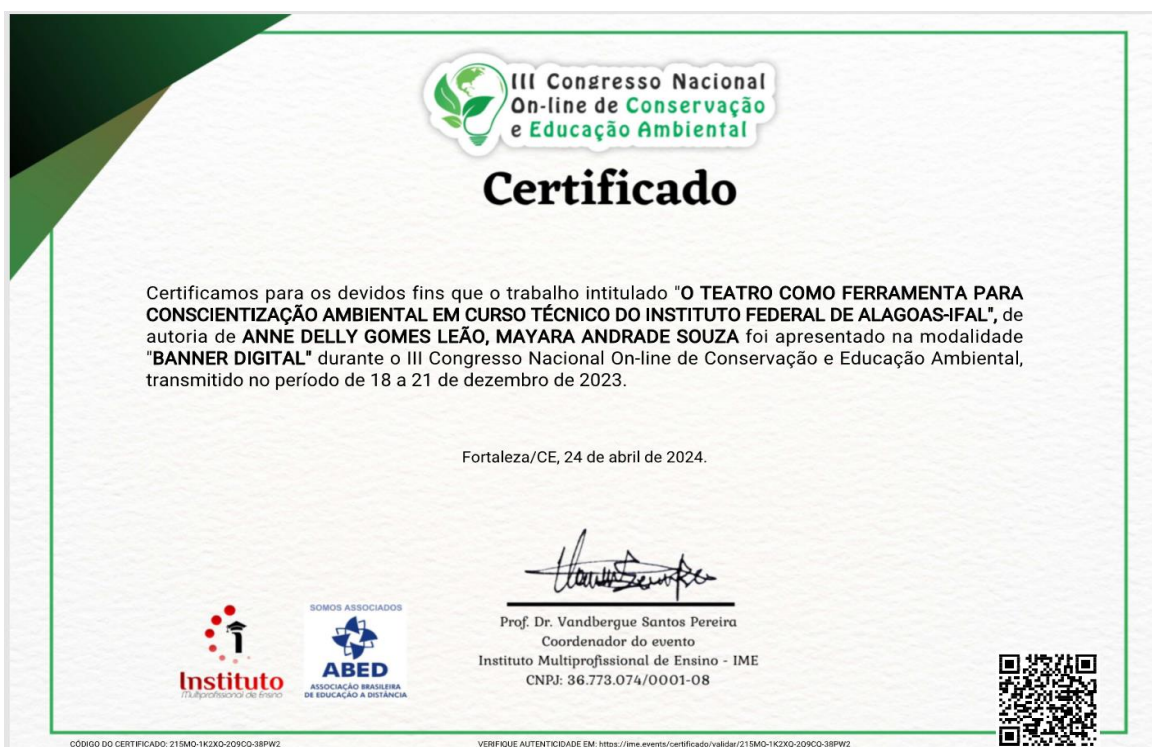 III Congresso Nacional
On-line de Conservação
e Educação Ambiental
Certificado
Certificamos para os devidos fins que o trabalho intitulado "O TEATRO COMO FERRAMENTA PARA
CONSCIENTIZAÇÃO AMBIENTAL EM CURSO TÉCNICO DO INSTITUTO FEDERAL DE ALAGOAS-IFAL", de
autoria de ANNE DELLY GOMES LEÃO, MAYARA ANDRADE SOUZA foi apresentado na modalidade
"BANNER DIGITAL" durante o III Congresso Nacional On-line de Conservação e Educação Ambiental,
transmitido no período de 18 a 21 de dezembro de 2023.
Fortaleza/CE, 24 de abril de 2024.
Prof. Dr. Vandbergue Santos Pereira
Coordenador do evento
Instituto Multiprofissional de Ensino - IME
CNPJ: 36.773.074/0001-08
Instituto
Multiprofissional de Ensino
SOMOS ASSOCIADOS
ABED
ASSOCIAÇÃO BRASILEIRA
DE EDUCAÇÃO A DISTÂNCIA
CÓDIGO DO CERTIFICADO: 215MQ-1K2XQ-2Q9CQ-38PW2
VERIFIQUE AUTENTICIDADE EM: https://ime.events/certificado/validar/215MQ-1K2XQ-2Q9CQ-38PW2